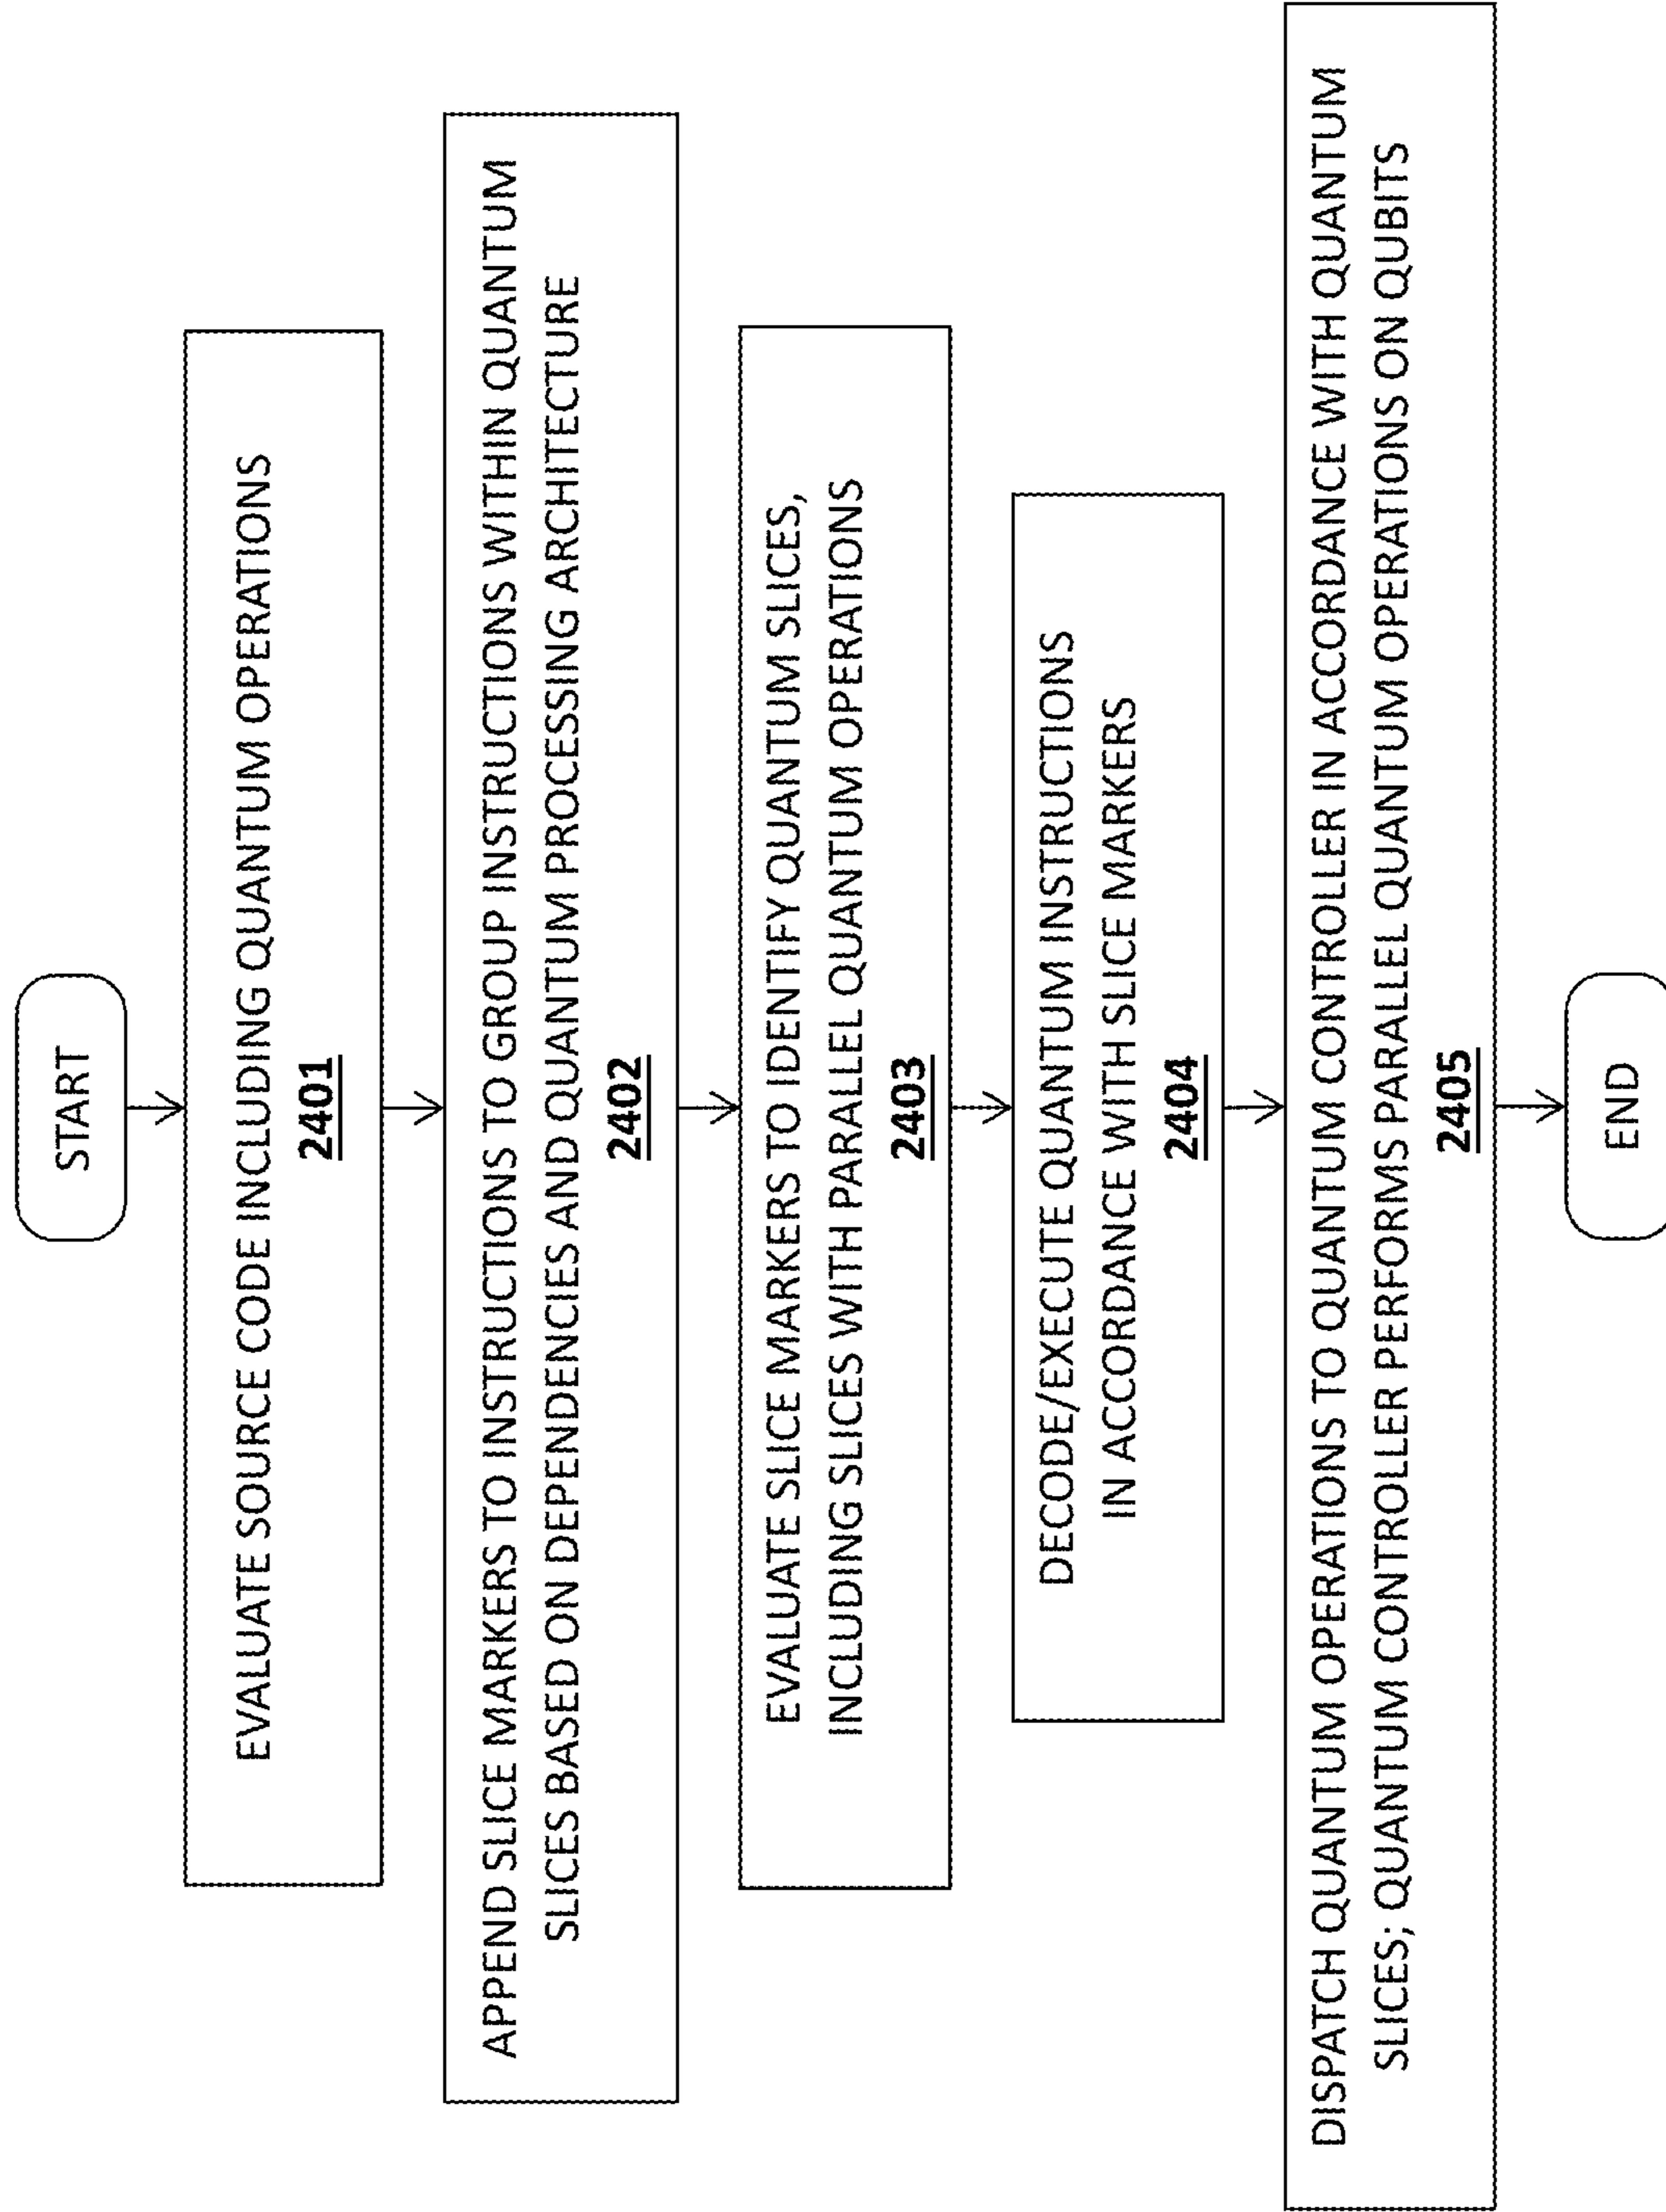 START
EVALUATE SOURCE CODE INCLUDING QUANTUM OPERATIONS
2401
APPEND SLICE MARKERS TO INSTRUCTIONS TO GROUP INSTRUCTIONS WITHIN QUANTUM
SLICES BASED ON DEPENDENCIES AND QUANTUM PROCESSING ARCHITECTURE
2402
EVALUATE SLICE MARKERS TO IDENTIFY QUANTUM SLICES,
INCLUDING SLICES WITH PARALLEL QUANTUM OPERATIONS
2403
DECODE/EXECUTE QUANTUM INSTRUCTIONS
IN ACCORDANCE WITH SLICE MARKERS
2404
DISPATCH QUANTUM OPERATIONS TO QUANTUM CONTROLLER IN ACCORDANCE WITH QUANTUM
SLICES; QUANTUM CONTROLLER PERFORMS PARALLEL QUANTUM OPERATIONS ON QUBITS
2405
END